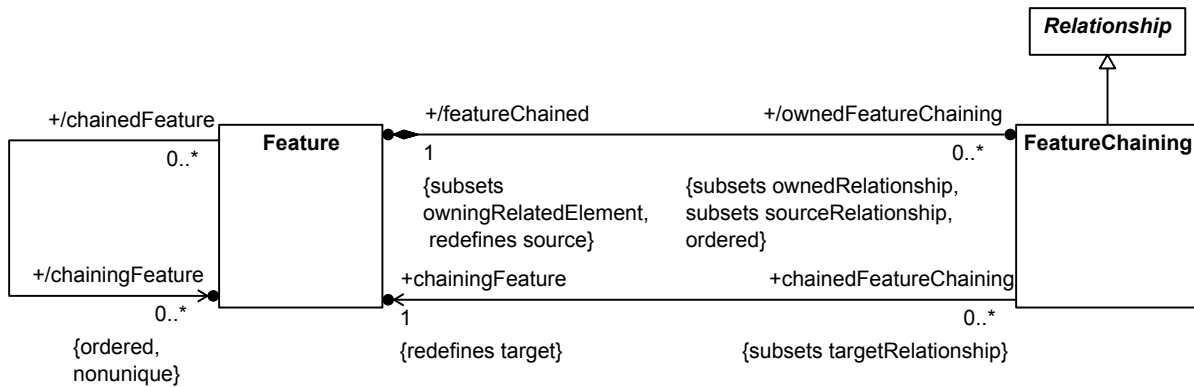 Relationship
+/chainedFeature
+/featureChained
+/ownedFeatureChaining
Feature
FeatureChaining
0..*
1
0..*
{subsets
owningRelatedElement,
redefines source}
{subsets ownedRelationship,
subsets sourceRelationship,
ordered}
+/chainingFeature
+chainingFeature
+chainedFeatureChaining
0..*
1
0..*
{ordered,
nonunique}
{redefines target}
{subsets targetRelationship}